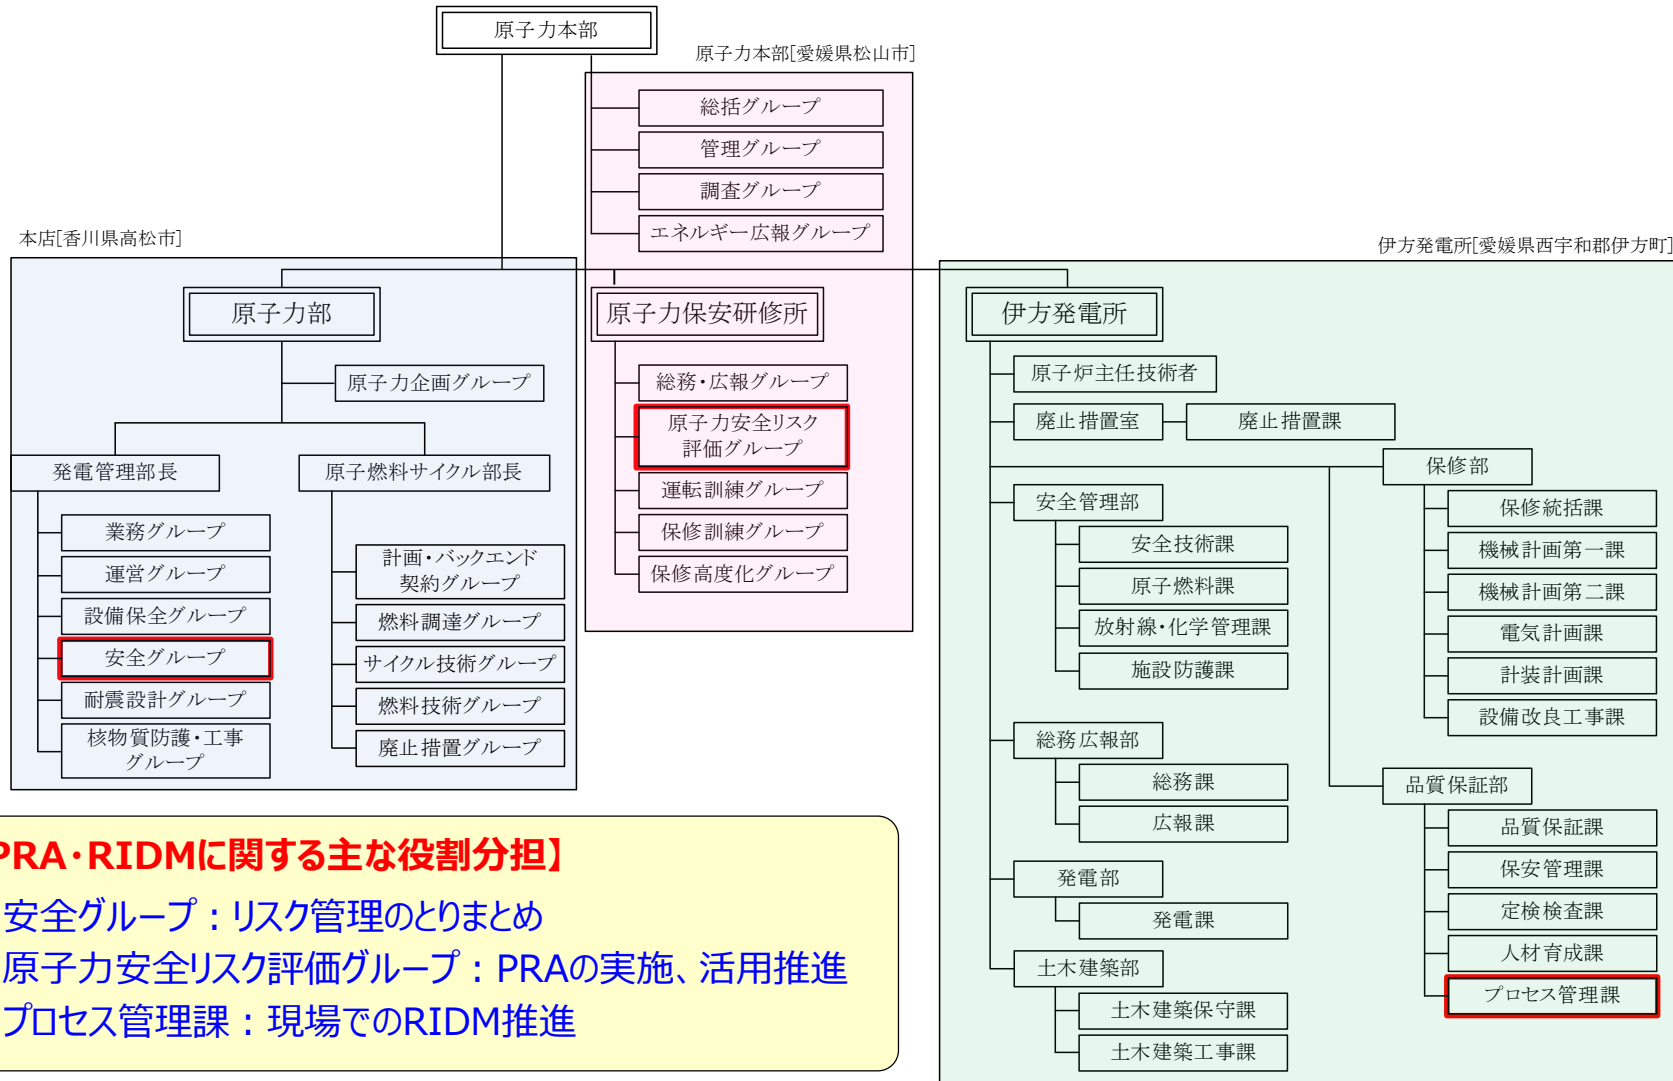 原子力本部
原子力本部[愛媛県松山市]
総括グループ
管理グループ
調査グループ
エネルギー広報グループ
本店[香川県高松市]
原子力部
原子力企画グループ
発電管理部長
業務グループ
運営グループ
設備保全グループ
安全グループ
耐震設計グループ
核物質防護・工事
グループ
原子燃料サイクル部長
計画・バックエンド
契約グループ
燃料調達グループ
サイクル技術グループ
燃料技術グループ
廃止措置グループ
原子力保安研修所
総務・広報グループ
原子力安全リスク
評価グループ
運転訓練グループ
保修訓練グループ
保修高度化グループ
伊方発電所[愛媛県西宇和郡伊方町]
伊方発電所
原子炉主任技術者
廃止措置室
廃止措置課
安全管理部
安全技術課
原子燃料課
放射線・化学管理課
施設防護課
総務広報部
総務課
広報課
発電部
発電課
土木建築部
土木建築保守課
土木建築工事課
保修部
保修統括課
機械計画第一課
機械計画第二課
電気計画課
計装計画課
設備改良工事課
品質保証部
品質保証課
保安管理課
定検検査課
人材育成課
プロセス管理課
PRA・RIDMに関する主な役割分担】
安全グループ：リスク管理のとりまとめ
原子力安全リスク評価グループ：PRAの実施、活用推進
プロセス管理課：現場でのRIDM推進